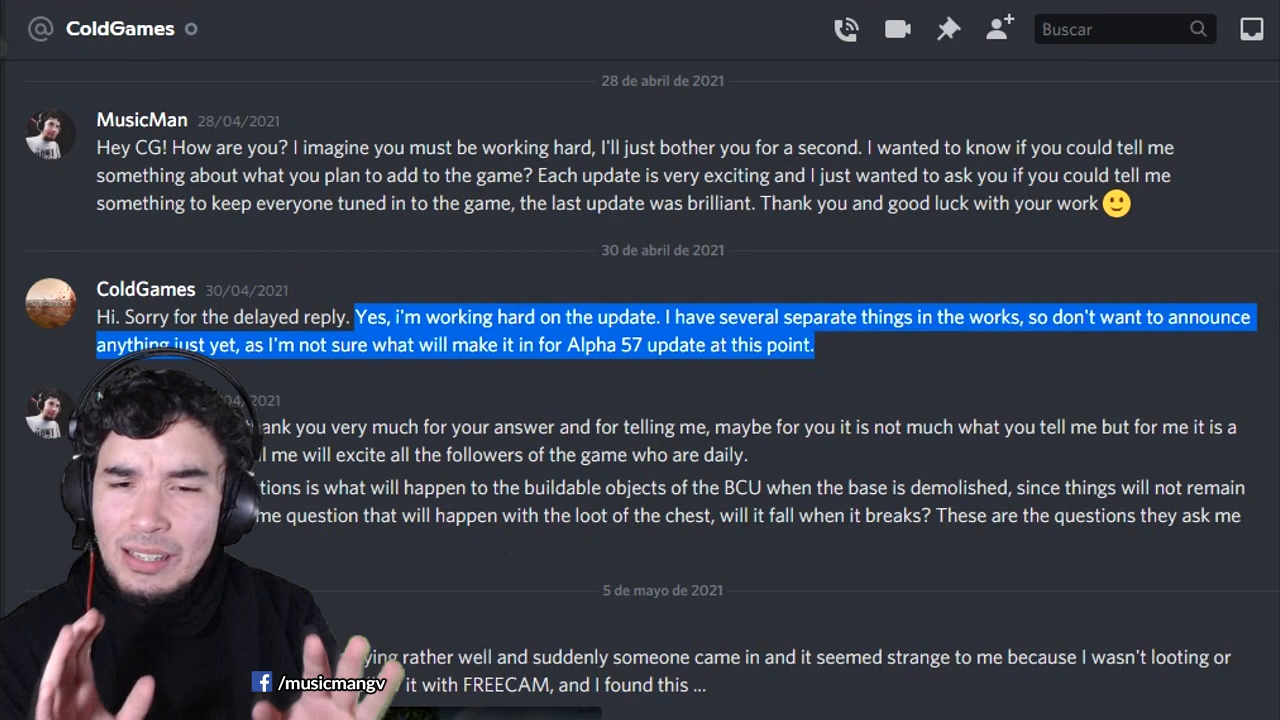 ColdGames
Buscar
28 de abril de 2021
MusicMan 28/04/2021
Hey CG! How are you? I imagine you must be working hard, I'll just bother you for a second. I wanted to know if you could tell me
something about what you plan to add to the game? Each update is very exciting and I just wanted to ask you if you could tell me
something to keep everyone tuned in to the game, the last update was brilliant. Thank you and good luck with your work 🙂
30 de abril de 2021
ColdGames 30/04/2021
Hi. Sorry for the delayed reply. Yes, i'm working hard on the update. I have several separate things in the works, so don't want to announce
anything just yet, as I'm not sure what will make it in for Alpha 57 update at this point.
04/2021
hank you very much for your answer and for telling me, maybe for you it is not much what you tell me but for me it is a
l me will excite all the followers of the game who are daily.
tions is what will happen to the buildable objects of the BCU when the base is demolished, since things will not remain
me question that will happen with the loot of the chest, will it fall when it breaks? These are the questions they ask me
5 de mayo de 2021
ying rather well and suddenly someone came in and it seemed strange to me because I wasn't looting or
it with FREECAM, and I found this ...
/musicmangv